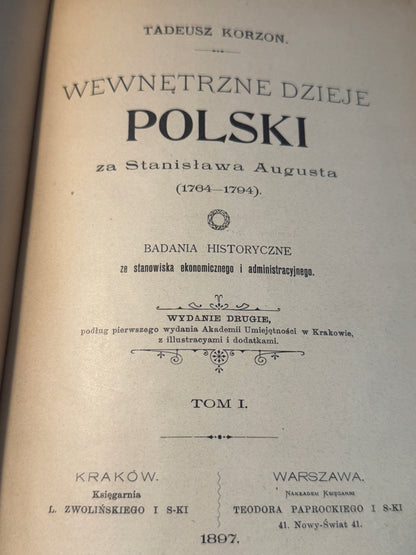 TADEUSZ KORZON.
WEWNĘTRZNE DZIEJE
POLSKI
za Stanisława Augusta
(1764—1794).
BADANIA HISTORYCZNE
ze stanowiska ekonomicznego i administracyjnego.
WYDANIE DRUGIE,
podług pierwszego wydania Akademii Umiejętności w Krakowie,
z illustracyami i dodatkami.
TOM I.
KRAKÓW.
Księgarnia
L. ZWOLIŃSKIEGO I S-KI
WARSZAWA.
Nakładem Księgarni
TEODORA PAPROCKIEGO I S-KI
41. Nowy-Świat 41.
1897.